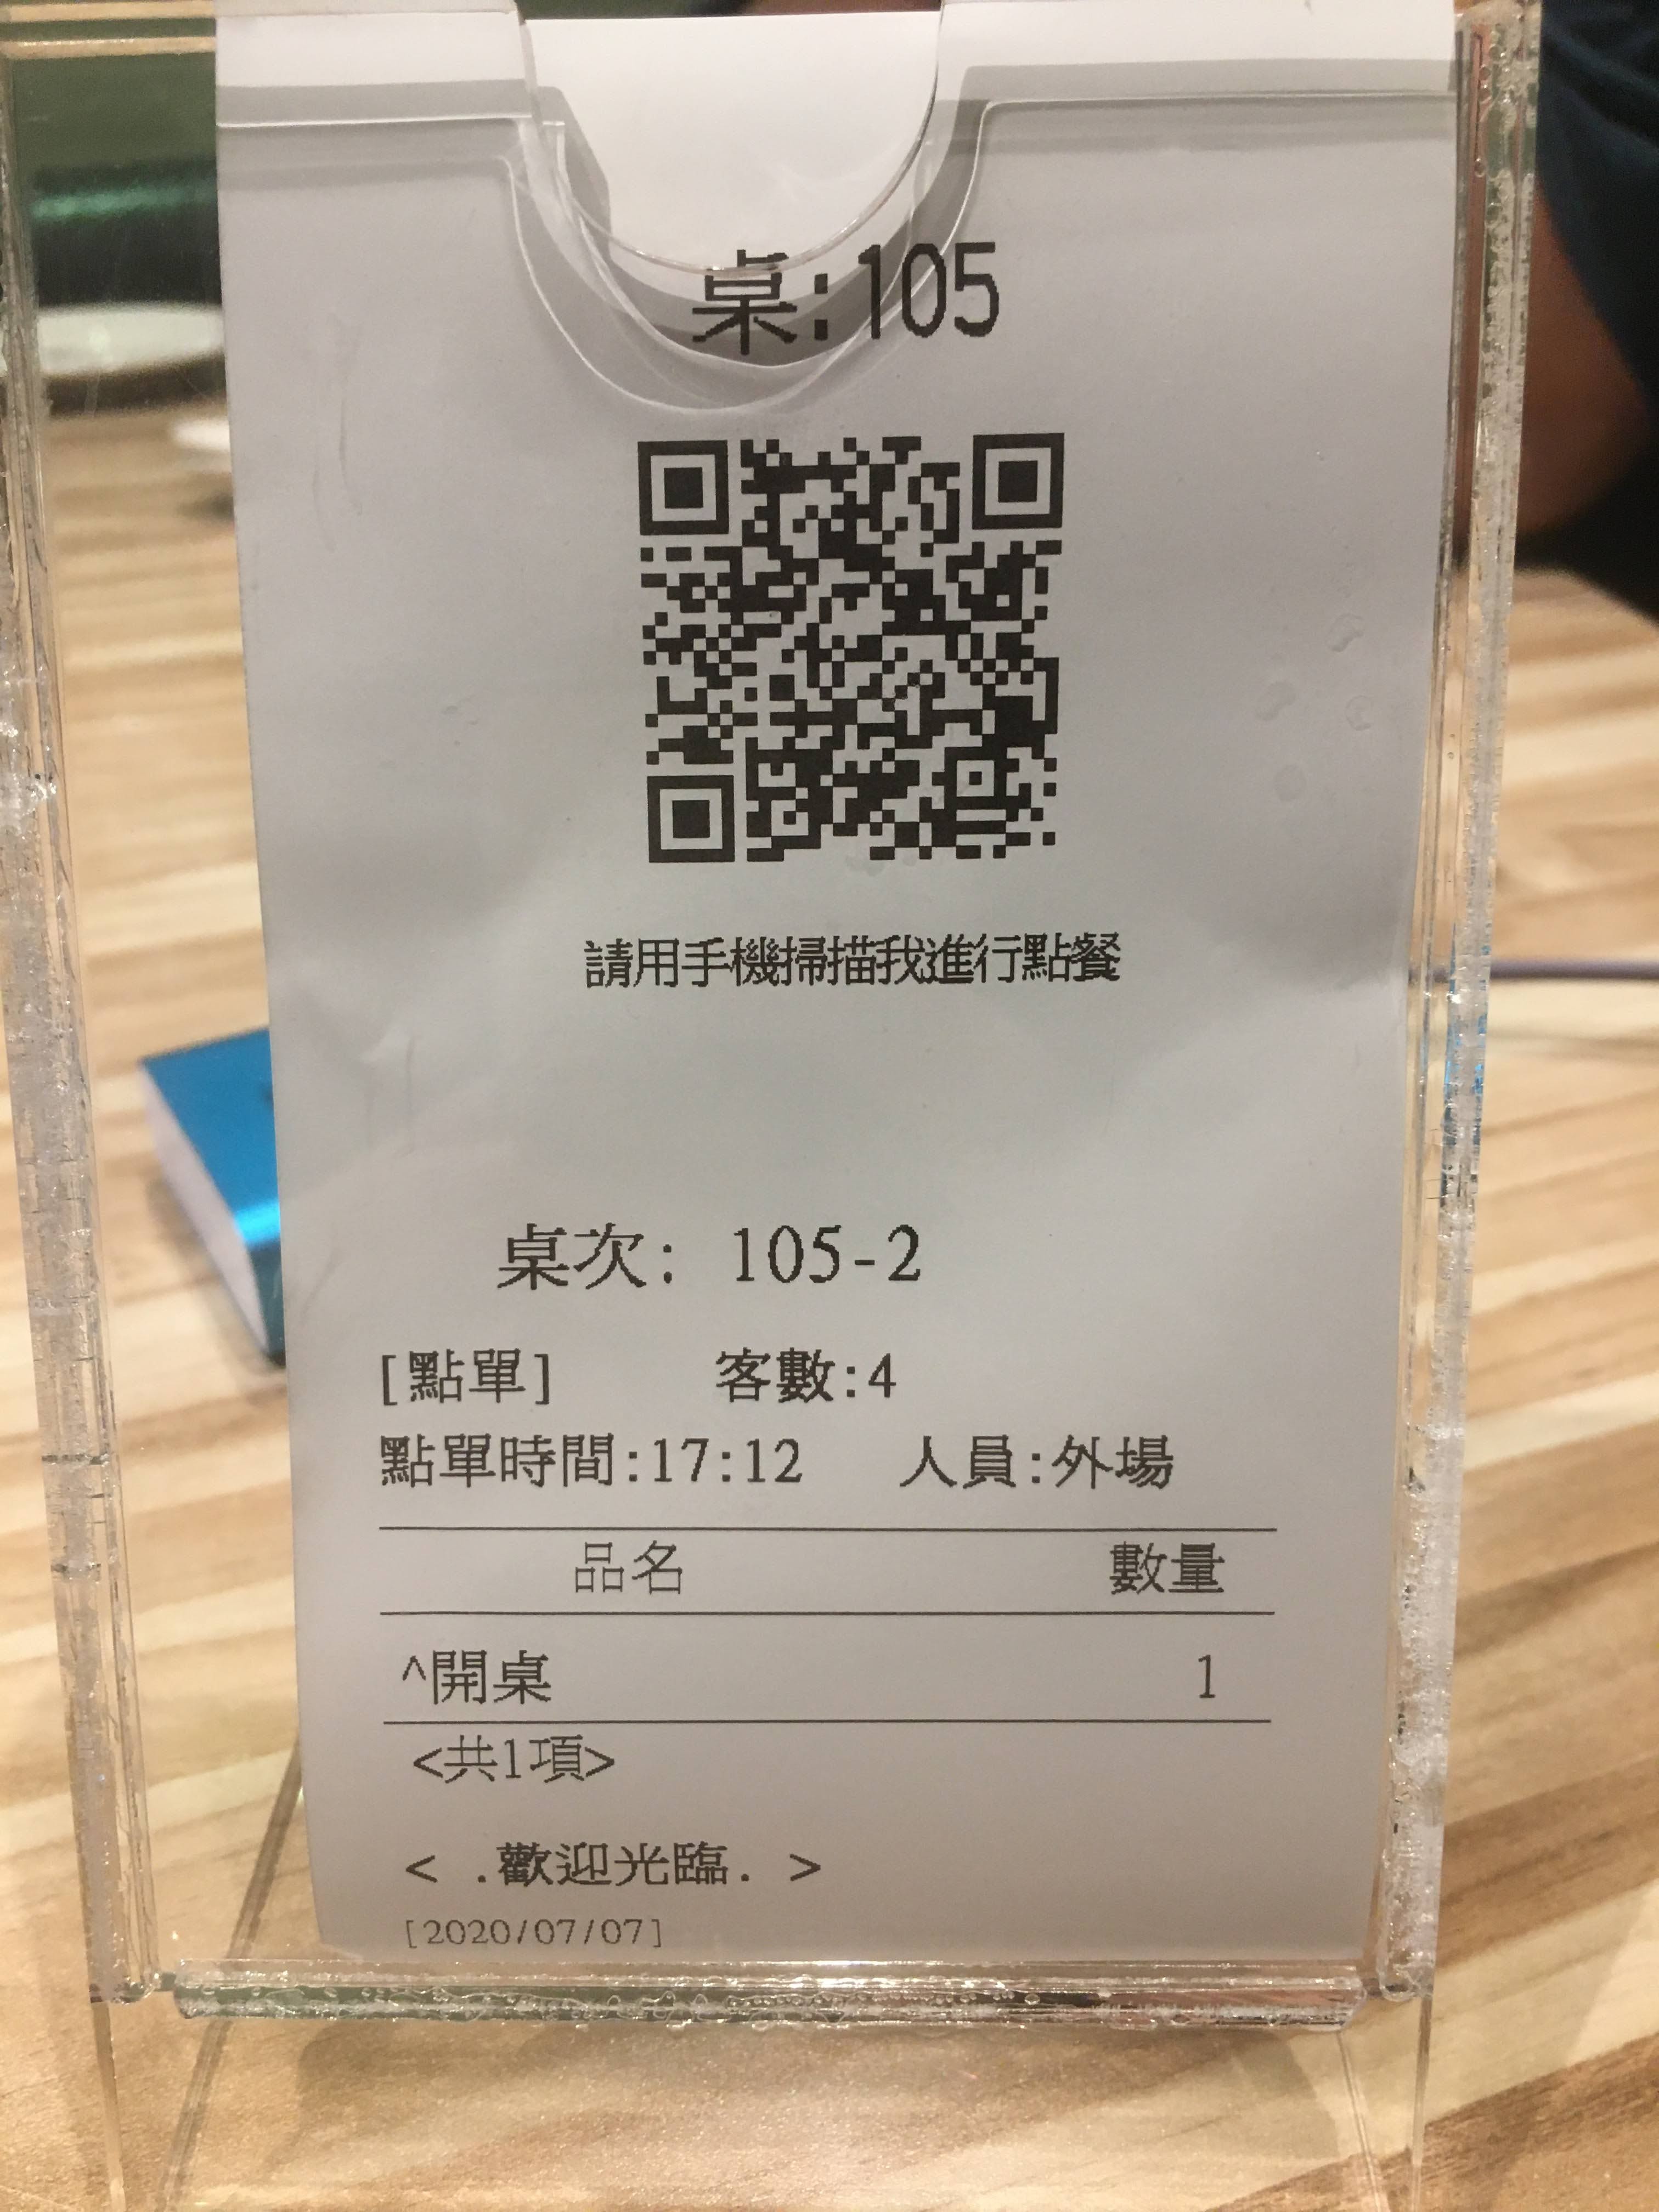 桌:105
請用手機掃描我進行點餐
桌次: 105-2
[點單] 客數:4
點單時間:17:12 人員:外場
品名 數量
^開桌 1
<共1項>
< .歡迎光臨. >
[2020/07/07]